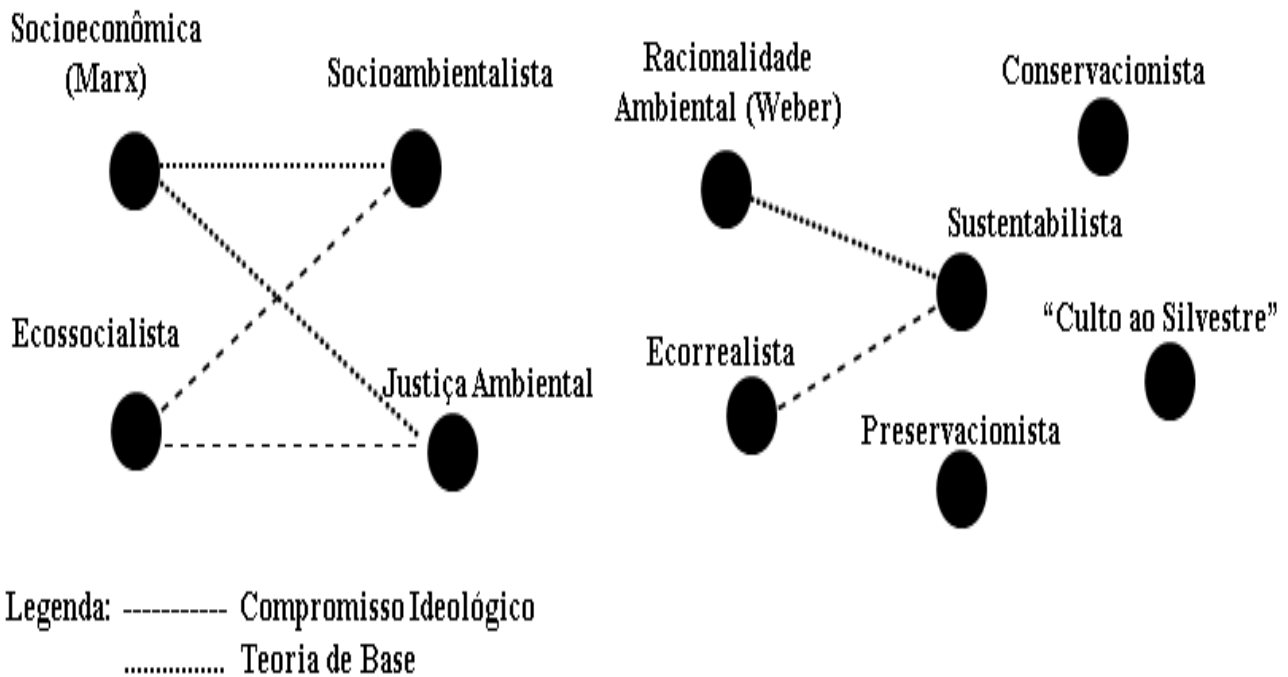 Socioeconômica
(Marx)
Socioambientalista
Racionalidade
Ambiental (Weber)
Conservacionista
Sustentabilista
Ecossocialista
Justiça Ambiental
Ecorrealista
“Culto ao Silvestre”
Preservacionista
Legenda: ----------- Compromisso Ideológico
................ Teoria de Base